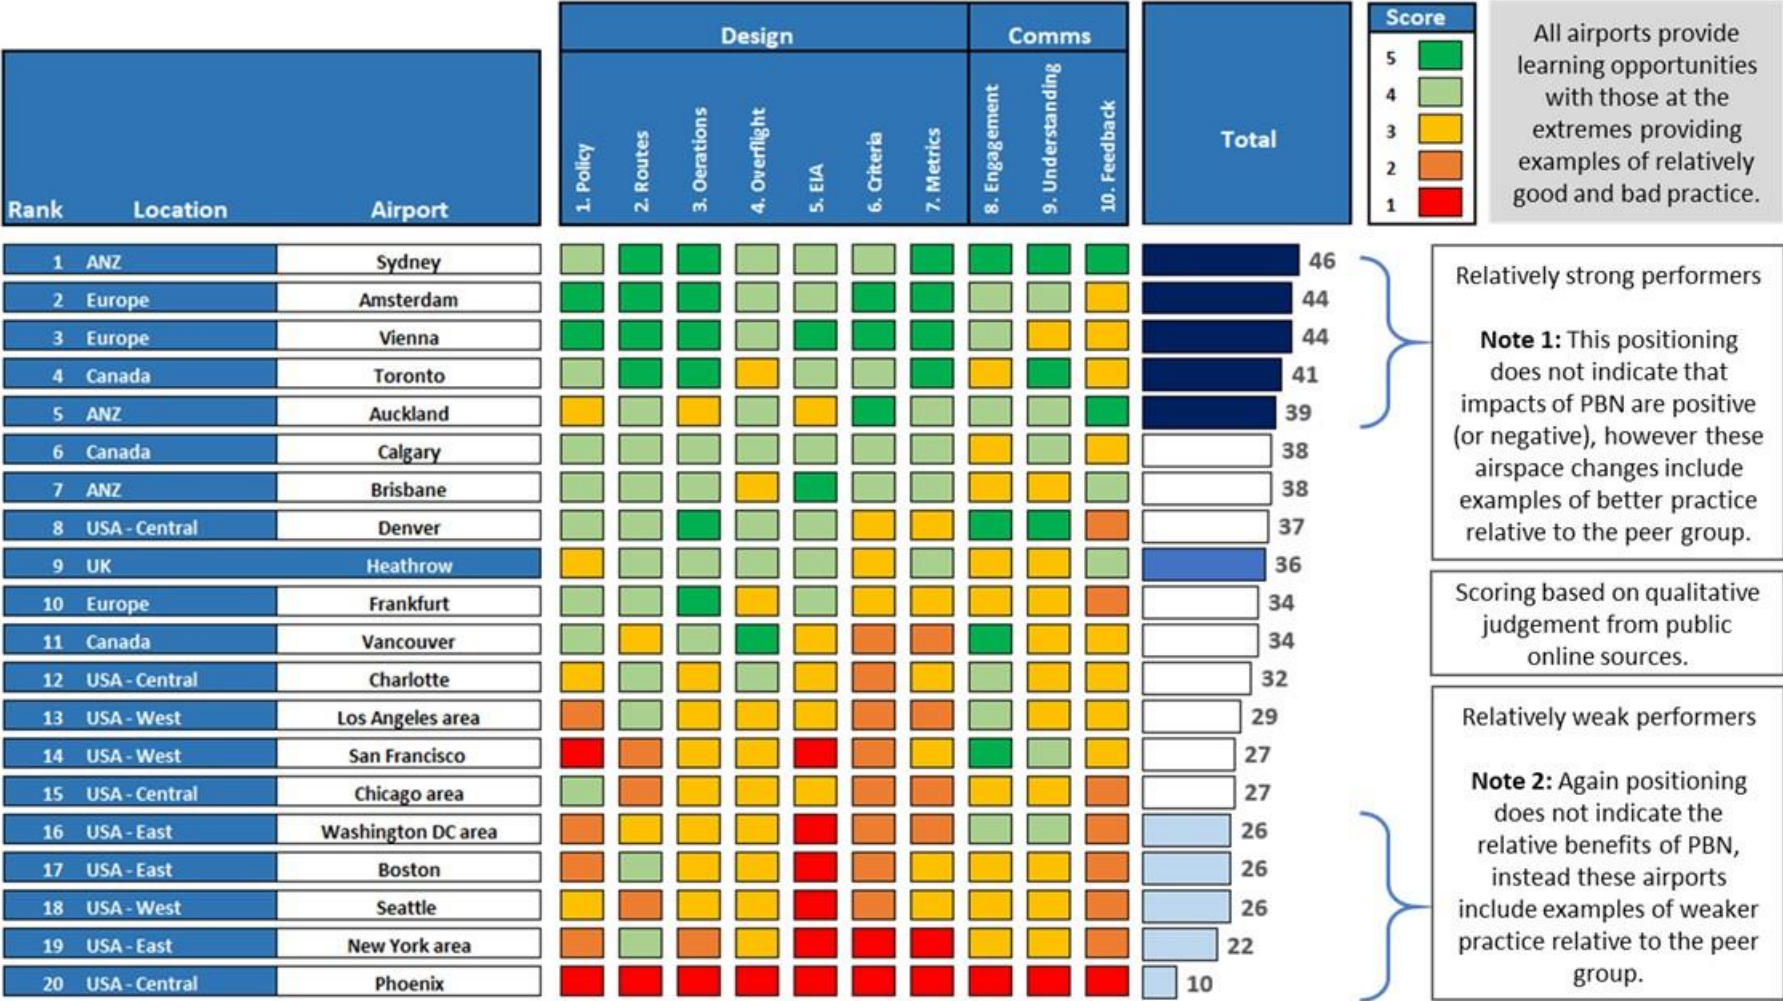 Design
Comms
Rank
Location
Airport
1. Policy
2. Routes
3. Oerations
4. Overflight
5. EIA
6. Criteria
7. Metrics
8. Engagement
9. Understanding
10. Feedback
Total
Score
5
4
3
2
1
All airports provide
learning opportunities
with those at the
extremes providing
examples of relatively
good and bad practice.
1 ANZ Sydney 46
2 Europe Amsterdam 44
3 Europe Vienna 44
4 Canada Toronto 41
5 ANZ Auckland 39
6 Canada Calgary 38
7 ANZ Brisbane 38
8 USA - Central Denver 37
9 UK Heathrow 36
10 Europe Frankfurt 34
11 Canada Vancouver 34
12 USA - Central Charlotte 32
13 USA - West Los Angeles area 29
14 USA - West San Francisco 27
15 USA - Central Chicago area 27
16 USA - East Washington DC area 26
17 USA - East Boston 26
18 USA - West Seattle 26
19 USA - East New York area 22
20 USA - Central Phoenix 10
Relatively strong performers
Note 1: This positioning
does not indicate that
impacts of PBN are positive
(or negative), however these
airspace changes include
examples of better practice
relative to the peer group.
Scoring based on qualitative
judgement from public
online sources.
Relatively weak performers
Note 2: Again positioning
does not indicate the
relative benefits of PBN,
instead these airports
include examples of weaker
practice relative to the peer
group.